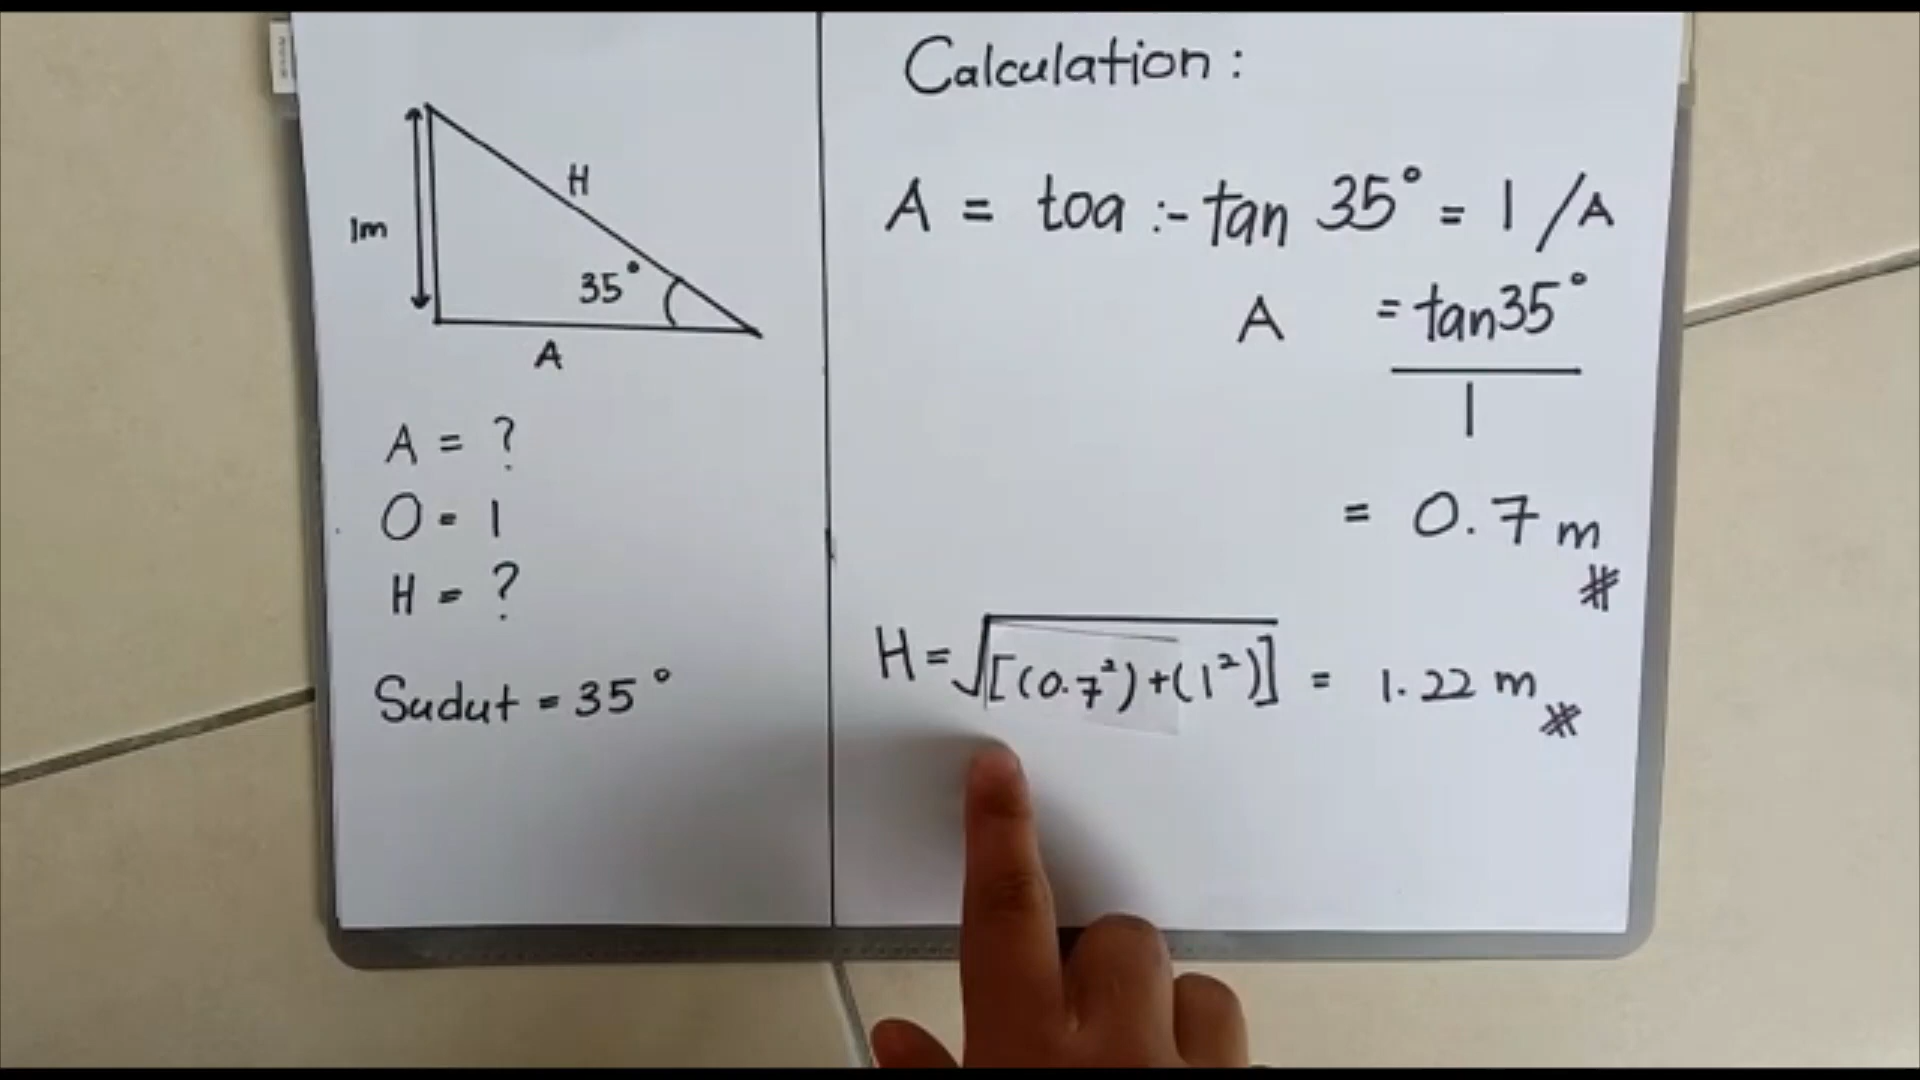 H
1m
35°
A
A = ?
O = 1
H = ?
Sudut = 35°
Calculation :
A = toa :- tan 35° = 1 / A
A = tan35°
1
= 0.7 m
H = √[(0.7²)+(1²)] = 1.22 m